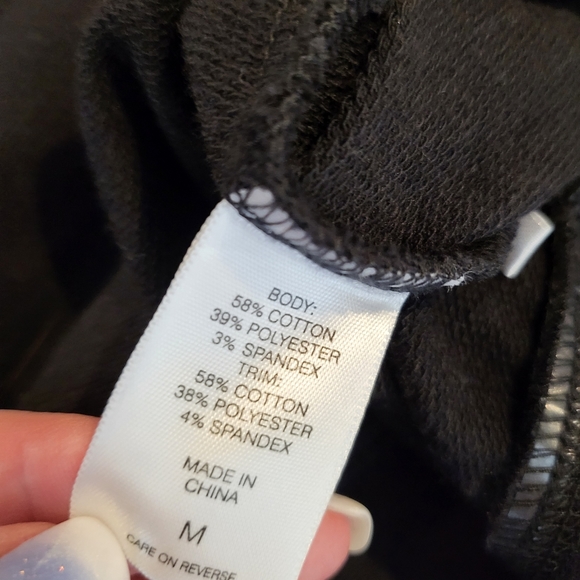 BODY:
58% COTTON
39% POLYESTER
3% SPANDEX
TRIM:
58% COTTON
38% POLYESTER
4% SPANDEX
MADE IN
CHINA
M
CARE ON REVERSE